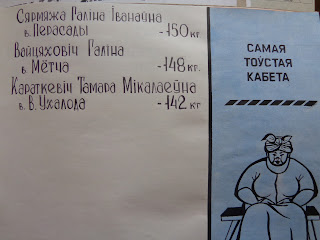 Сярмяжа Галіна Іванаўна
в. Перасады -150 кг
Вайцяховіч Галіна
в. Мётча -148 кг.
Караткевіч Тамара Мікалаеўна
в. В. Ухалода -142 кг
САМАЯ
ТОЎСТАЯ
КАБЕТА